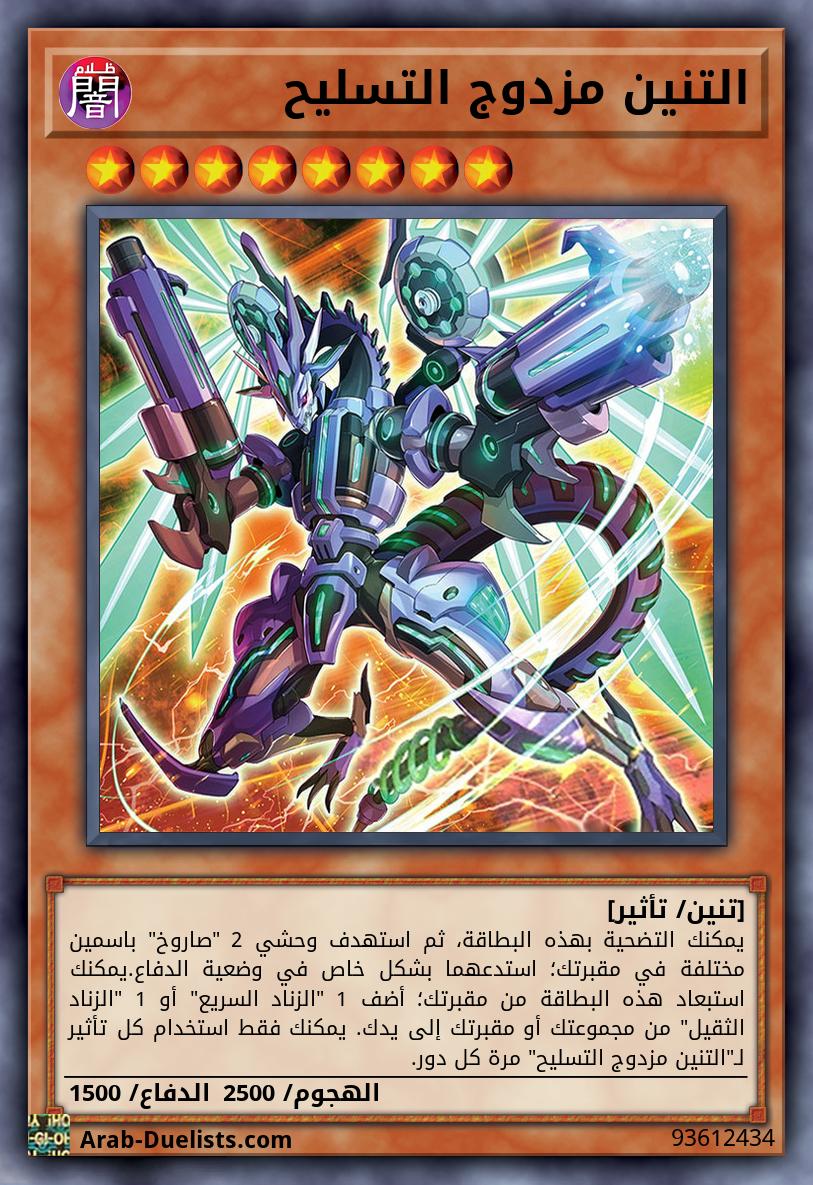 التنين مزدوج التسليح
ظلام
闇
[تنين/ تأثير]
يمكنك التضحية بهذه البطاقة، ثم استهدف وحشي 2 "صاروخ" باسمين
مختلفة في مقبرتك؛ استدعهما بشكل خاص في وضعية الدفاع.يمكنك
استبعاد هذه البطاقة من مقبرتك؛ أضف 1 "الزناد السريع" أو 1 "الزناد
الثقيل" من مجموعتك أو مقبرتك إلى يدك. يمكنك فقط استخدام كل تأثير
لـ"التنين مزدوج التسليح" مرة كل دور.
الهجوم/ 2500 الدفاع/ 1500
Arab-Duelists.com
93612434